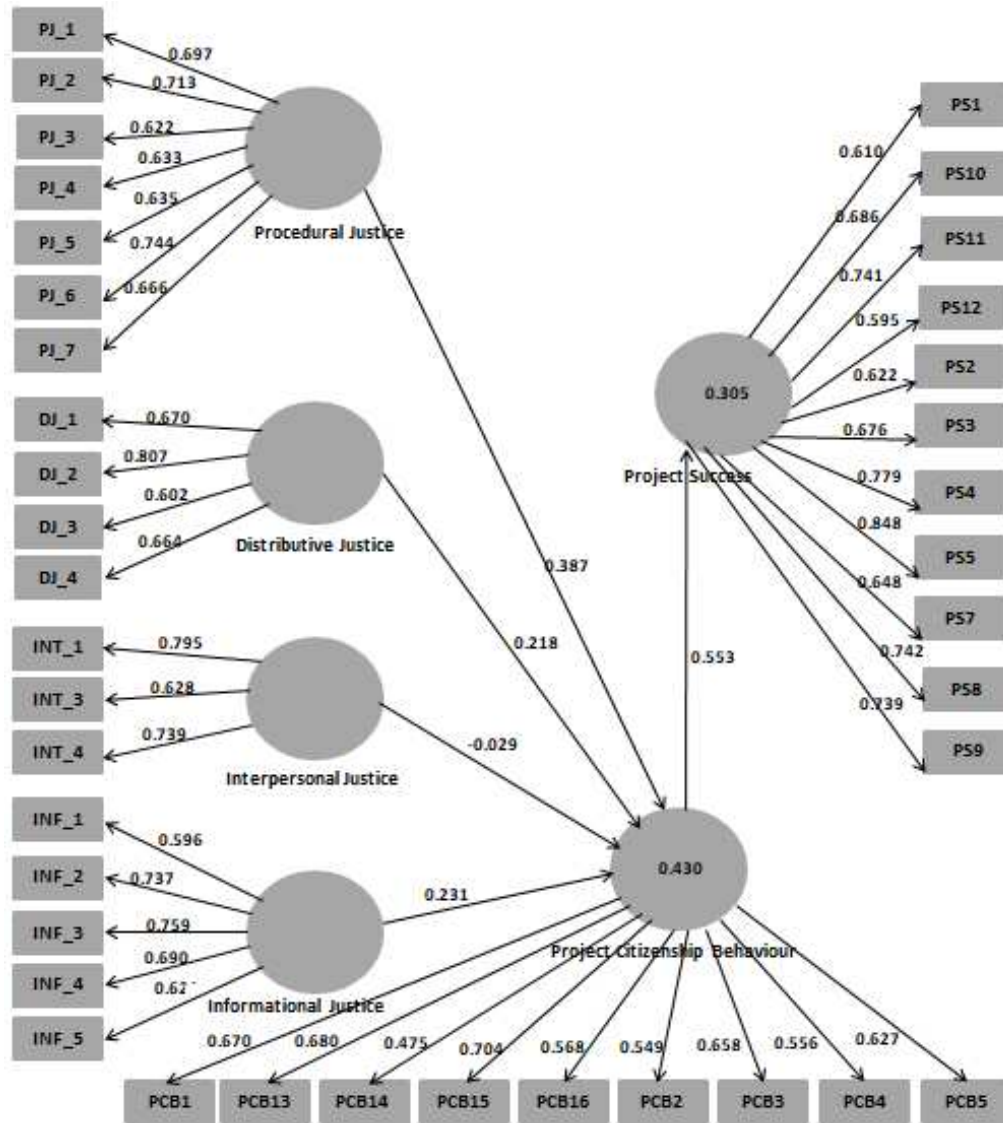 PJ_1
0.697
PJ_2
0.713
PJ_3
0.622
PJ_4
0.633
PJ_5
0.635
PJ_6
0.744
PJ_7
0.666
Procedural Justice
DJ_1
0.670
DJ_2
0.807
DJ_3
0.602
DJ_4
0.664
Distributive Justice
INT_1
0.795
INT_3
0.628
INT_4
0.739
Interpersonal Justice
INF_1
0.596
INF_2
0.737
INF_3
0.759
INF_4
0.690
INF_5
Informational Justice
0.387
0.218
-0.029
0.231
0.553
PS1
0.610
PS10
0.686
PS11
0.741
PS12
0.595
PS2
0.622
PS3
0.676
PS4
0.779
PS5
0.848
PS7
0.648
PS8
0.742
PS9
0.739
0.305
Project Success
0.430
Project Citizenship Behaviour
0.670
0.680
0.475
0.704
0.568
0.549
0.658
0.556
0.627
PCB1
PCB13
PCB14
PCB15
PCB16
PCB2
PCB3
PCB4
PCB5